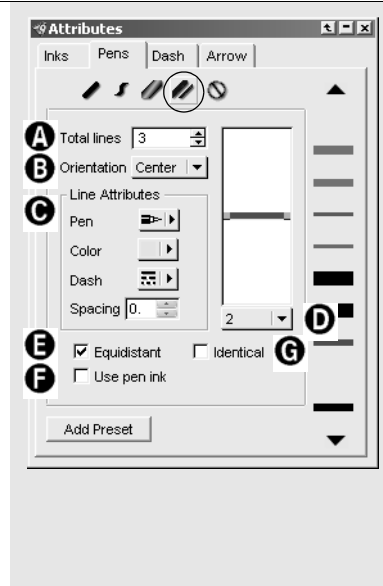 Attributes
Inks Pens Dash Arrow
A Total lines 3
B Orientation Center
Line Attributes
C Pen
Color
Dash
Spacing 0.
2 D
E Equidistant Identical G
F Use pen ink
Add Preset